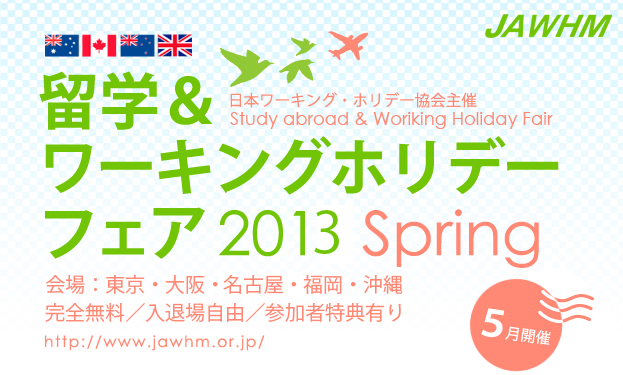 JAWHM
留学&
日本ワーキング・ホリデー協会主催
Study abroad & Woriking Holiday Fair
ワーキングホリデー
フェア 2013 Spring
会場：東京・大阪・名古屋・福岡・沖縄
完全無料／入退場自由／参加者特典有り
http://www.jawhm.or.jp/
5月開催